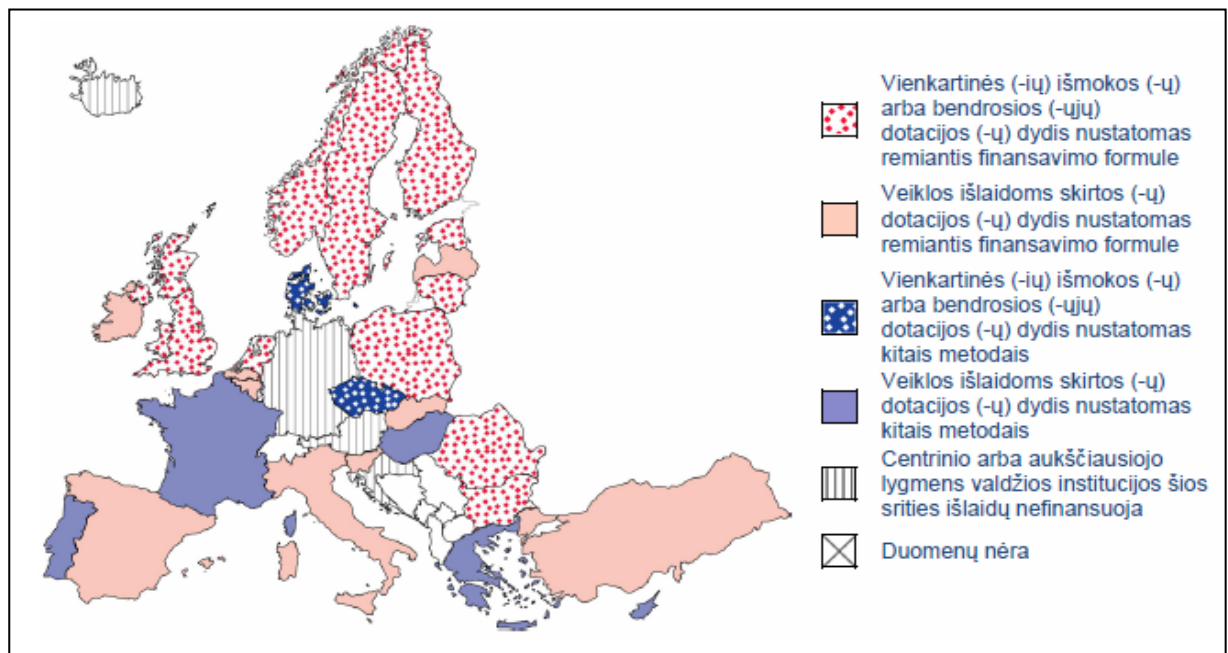 Vienkartinės (-ių) išmokos (-ų)
arba bendrosios (-ųjų)
dotacijos (-ų) dydis nustatomas
remiantis finansavimo formule
Veiklos išlaidoms skirtos (-ų)
dotacijos (-ų) dydis nustatomas
remiantis finansavimo formule
Vienkartinės (-ių) išmokos (-ų)
arba bendrosios (-ųjų)
dotacijos (-ų) dydis nustatomas
kitais metodais
Veiklos išlaidoms skirtos (-ų)
dotacijos (-ų) dydis nustatomas
kitais metodais
Centrinio arba aukščiausiojo
lygmens valdžios institucijos šios
srities išlaidų nefinansuoja
Duomenų nėra